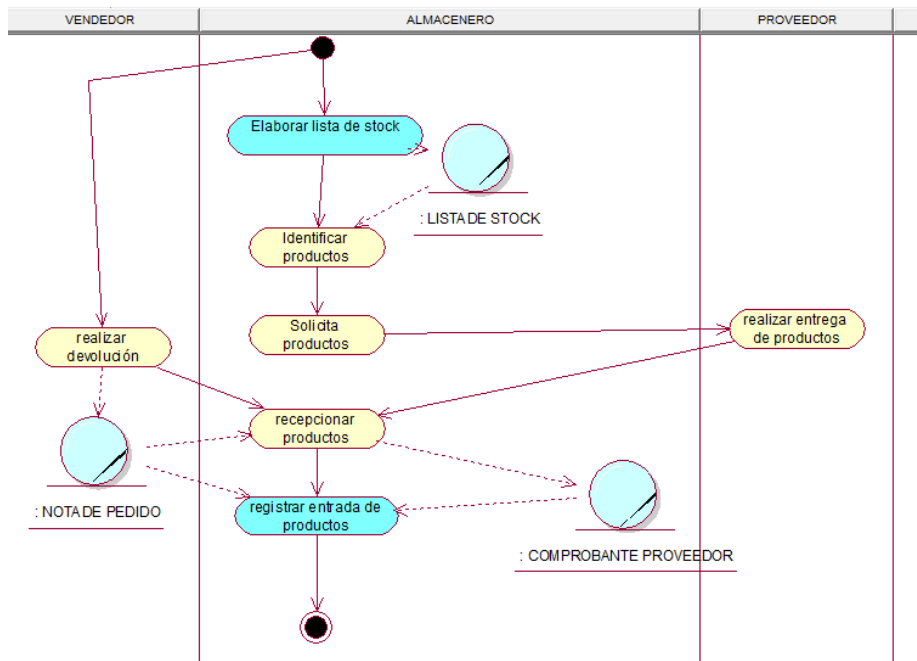 VENDEDOR
ALMACENERO
PROVEEDOR
Elaborar lista de stock
: LISTA DE STOCK
Identificar
productos
Solicita
productos
realizar entrega
de productos
realizar
devolución
recepcionar
productos
: NOTA DE PEDIDO
registrar entrada de
productos
: COMPROBANTE PROVEEDOR